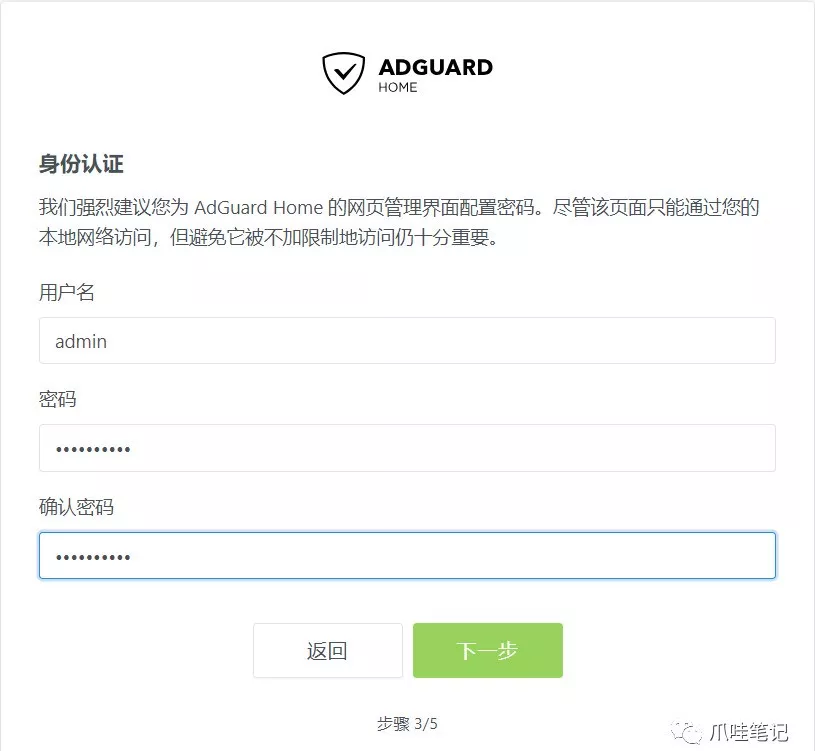 ADGUARD
HOME
身份认证
我们强烈建议您为 AdGuard Home 的网页管理界面配置密码。尽管该页面只能通过您的
本地网络访问，但避免它被不加限制地访问仍十分重要。
用户名
admin
密码
••••••••••
确认密码
••••••••••
返回
下一步
步骤 3/5
爪哇笔记